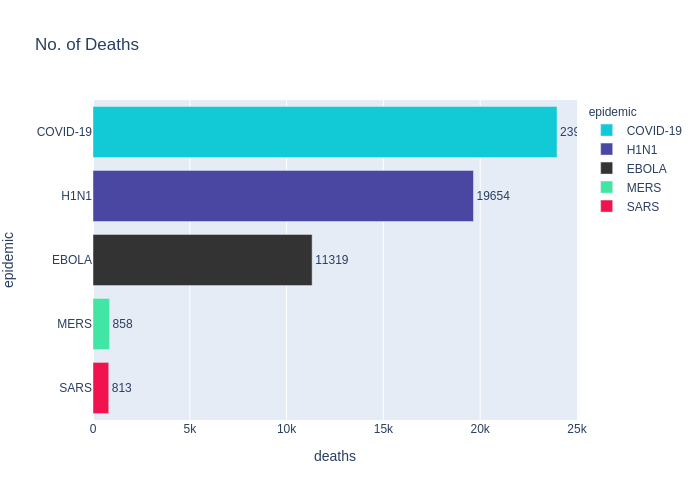 No. of Deaths
epidemic
COVID-19
H1N1
EBOLA
MERS
SARS
COVID-19
H1N1
19654
EBOLA
11319
MERS
858
SARS
813
epidemic
0 5k 10k 15k 20k 25k
deaths